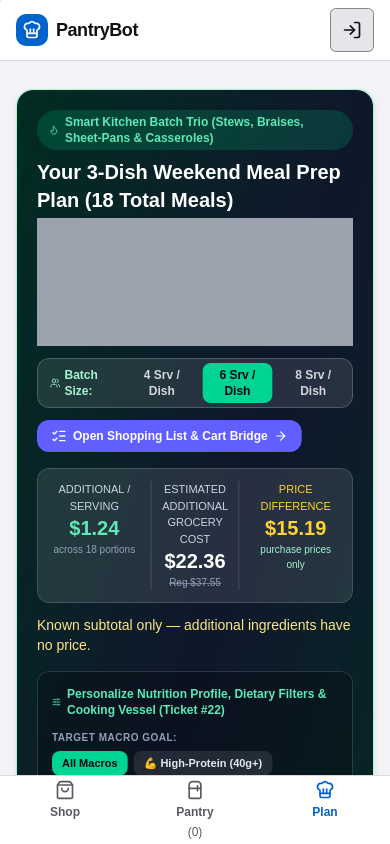 PantryBot
Smart Kitchen Batch Trio (Stews, Braises,
Sheet-Pans & Casseroles)
Your 3-Dish Weekend Meal Prep
Plan (18 Total Meals)
Batch
Size:
4 Srv /
Dish
6 Srv /
Dish
8 Srv /
Dish
Open Shopping List & Cart Bridge
ADDITIONAL /
SERVING
$1.24
across 18 portions
ESTIMATED
ADDITIONAL
GROCERY
COST
$22.36
Reg $37.55
PRICE
DIFFERENCE
$15.19
purchase prices
only
Known subtotal only — additional ingredients have
no price.
Personalize Nutrition Profile, Dietary Filters &
Cooking Vessel (Ticket #22)
TARGET MACRO GOAL:
All Macros
💪 High-Protein (40g+)
Shop
Pantry
(0)
Plan